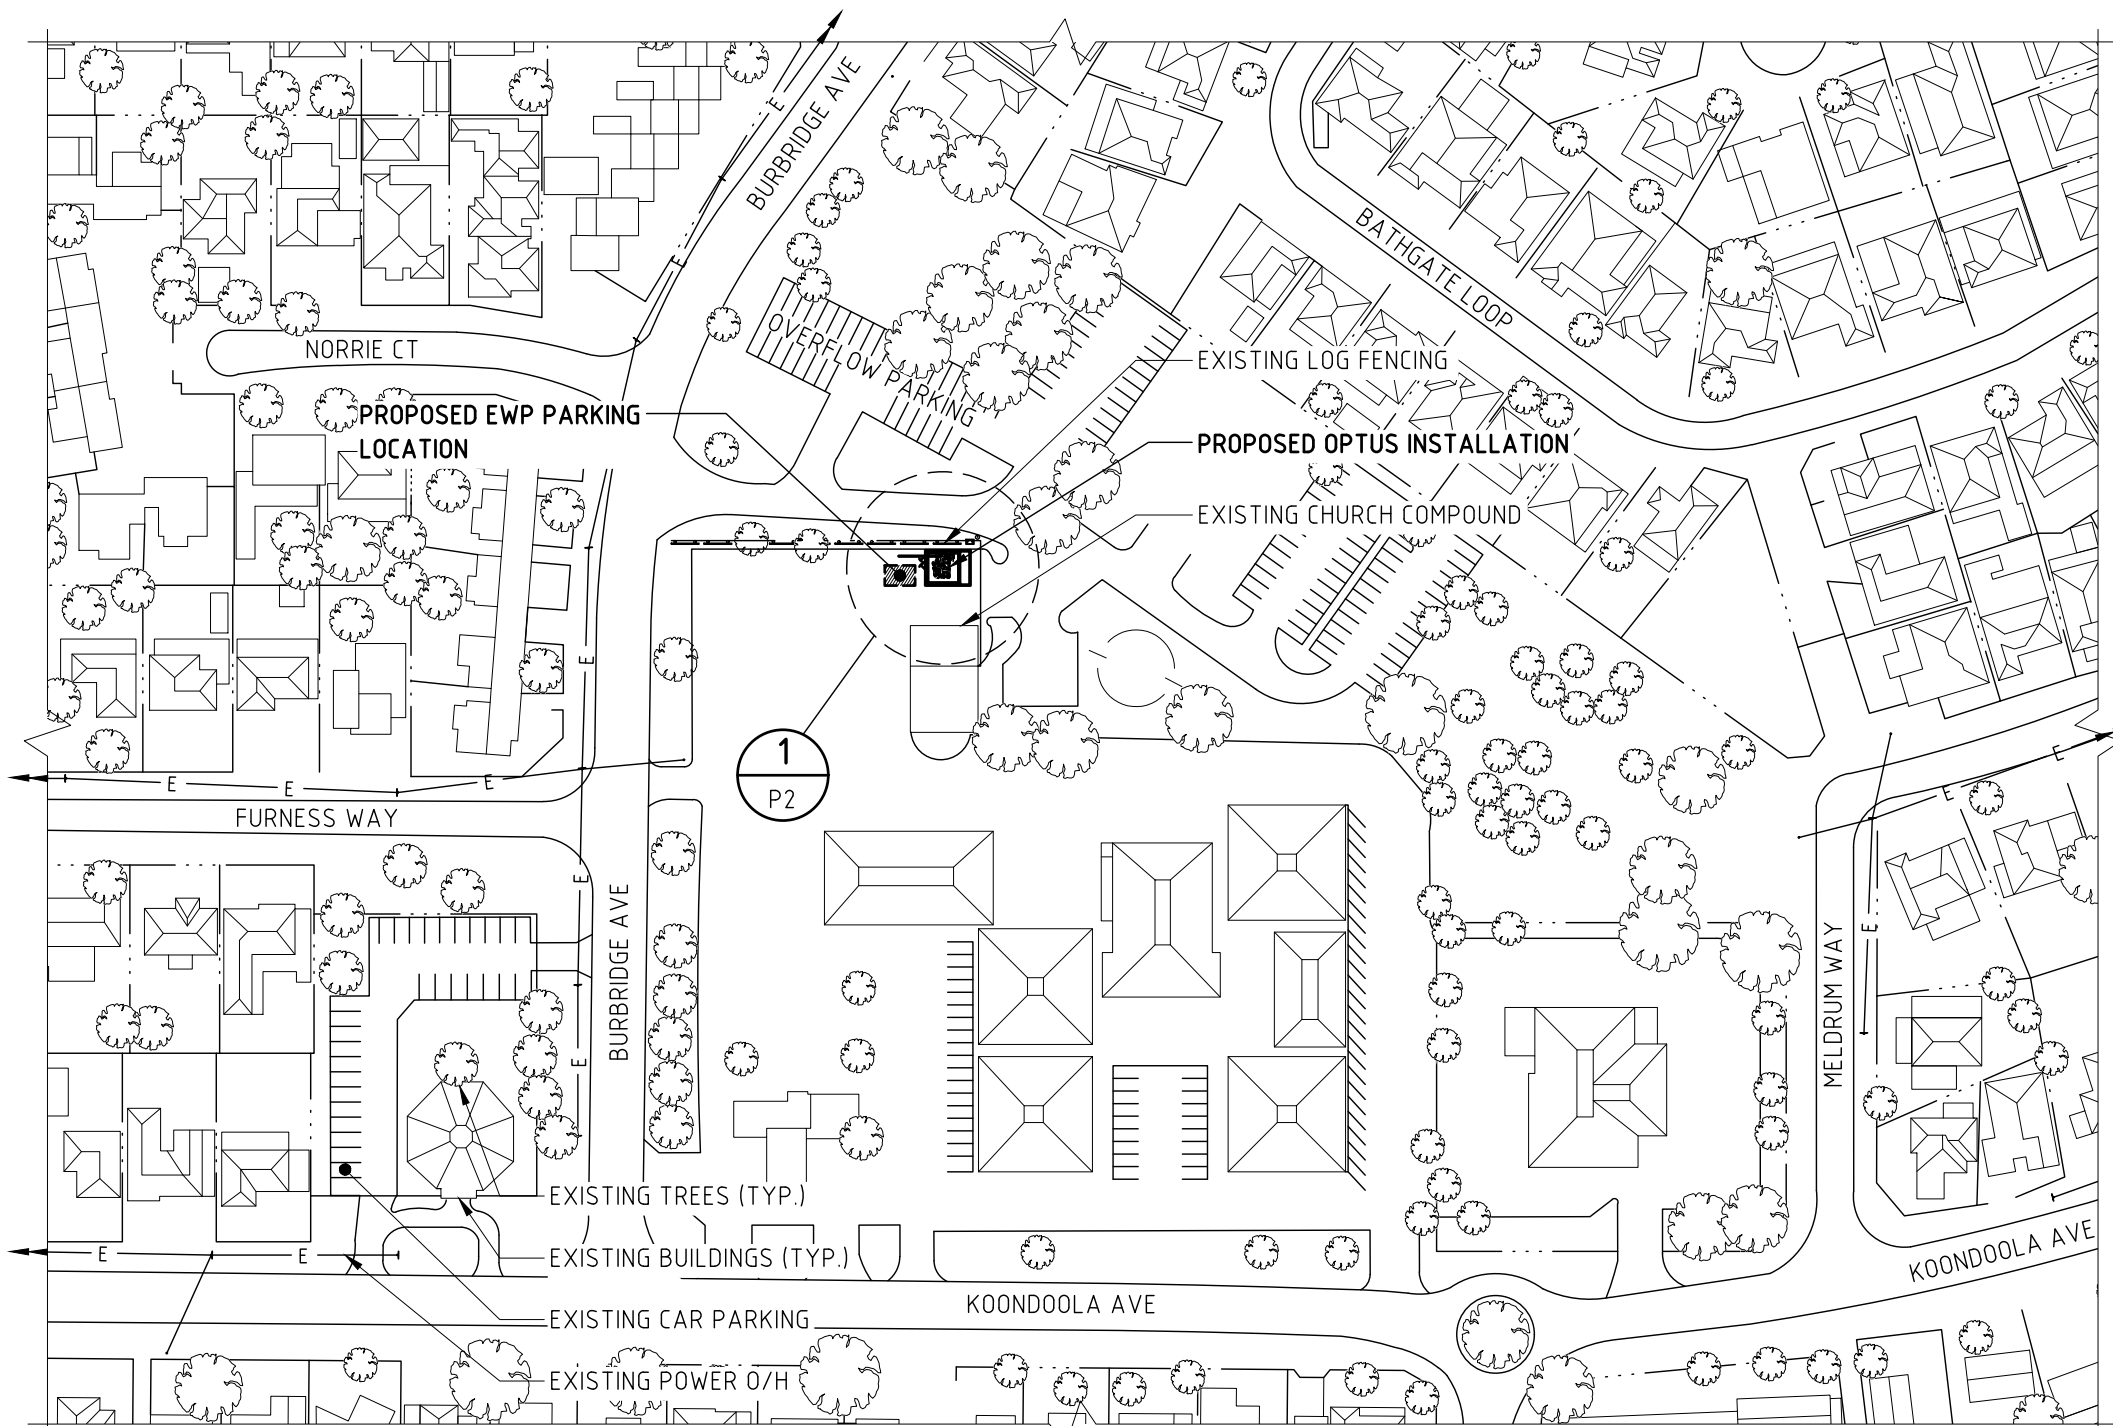 BURBRIDGE AVE
BATHGATE LOOP
NORRIE CT
OVERFLOW PARKING
EXISTING LOG FENCING
PROPOSED EWP PARKING
LOCATION
PROPOSED OPTUS INSTALLATION
EXISTING CHURCH COMPOUND
E
E
E
E
E
E
E
E
1
P2
FURNESS WAY
E
E
E
BURBRIDGE AVE
MELDRUM WAY
EXISTING TREES (TYP.)
E
E
EXISTING BUILDINGS (TYP.)
KOONDOOLA AVE
KOONDOOLA AVE
EXISTING CAR PARKING
EXISTING POWER O/H